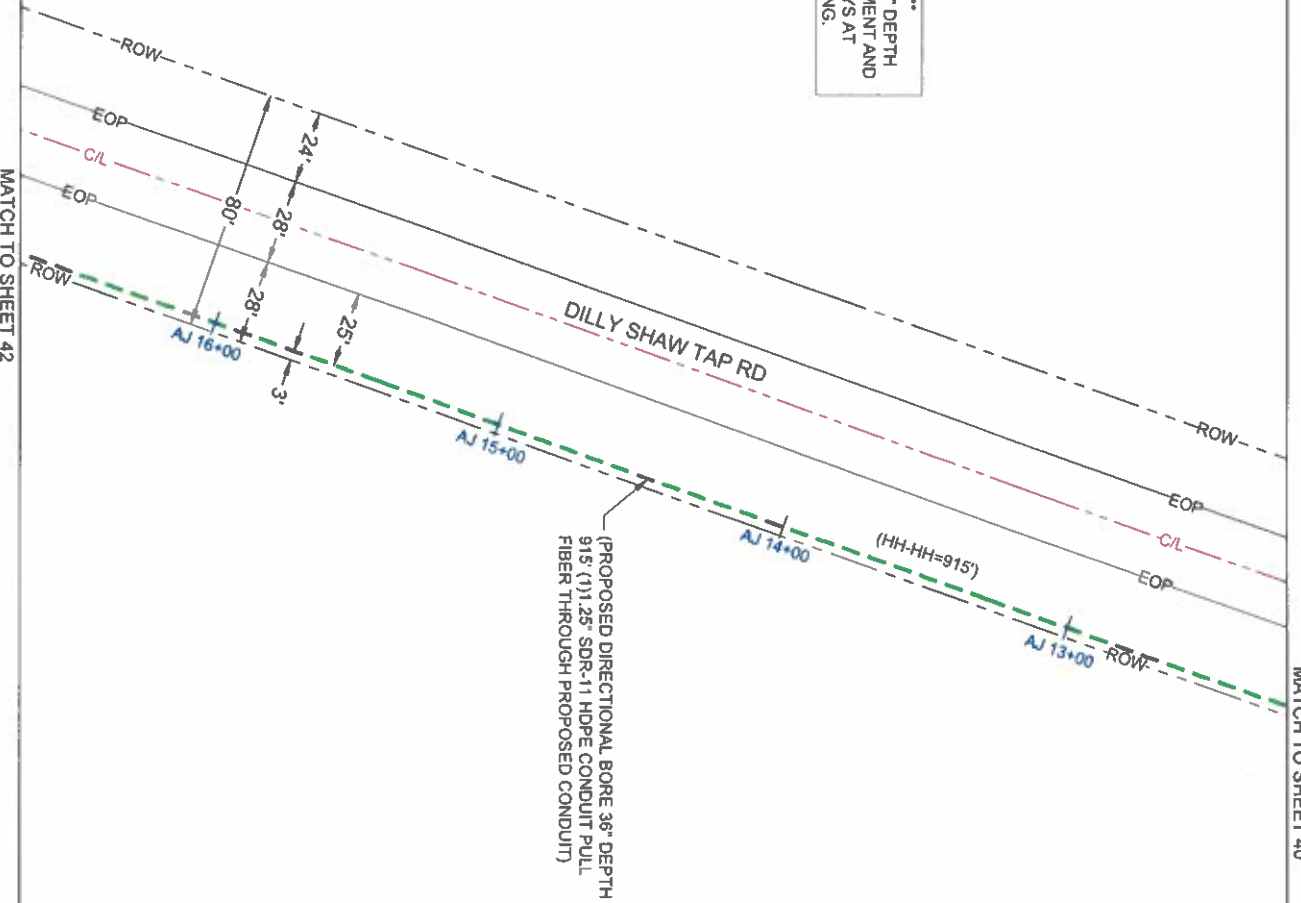 " DEPTH
MENT AND
YS AT
NG.
ROW
EOP
C/L
EOP
ROW
24'
80'
28'
28'
25'
3'
DILLY SHAW TAP RD
AJ 16+00
AJ 15+00
AJ 14+00
AJ 13+00
(HH-HH=915')
ROW
EOP
C/L
EOP
ROW
(PROPOSED DIRECTIONAL BORE 36" DEPTH
915' (1)1.25" SDR-11 HDPE CONDUIT PULL
FIBER THROUGH PROPOSED CONDUIT)
MATCH TO SHEET 42
MATCH TO SHEET 40